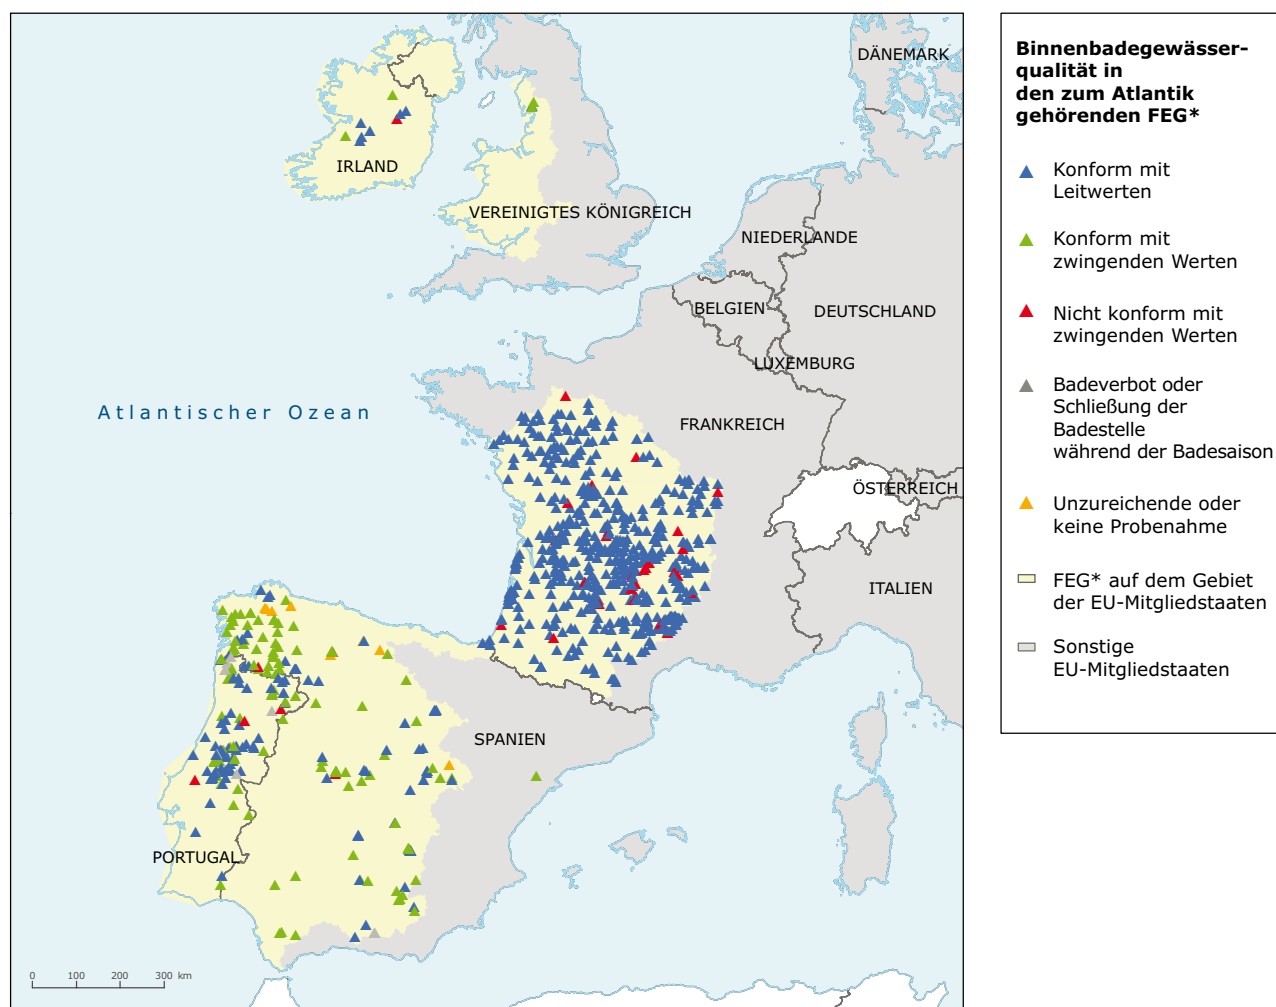 DÄNEMARK
IRLAND
VEREINIGTES KÖNIGREICH
NIEDERLANDE
BELGIEN
DEUTSCHLAND
LUXEMBURG
Atlantischer Ozean
FRANKREICH
ÖSTERREICH
ITALIEN
SPANIEN
PORTUGAL
0 100 200 300 km
Binnenbadegewässer-
qualität in
den zum Atlantik
gehörenden FEG*
Konform mit
Leitwerten
Konform mit
zwingenden Werten
Nicht konform mit
zwingenden Werten
Badeverbot oder
Schließung der
Badestelle
während der Badesaison
Unzureichende oder
keine Probenahme
FEG* auf dem Gebiet
der EU-Mitgliedstaaten
Sonstige
EU-Mitgliedstaaten